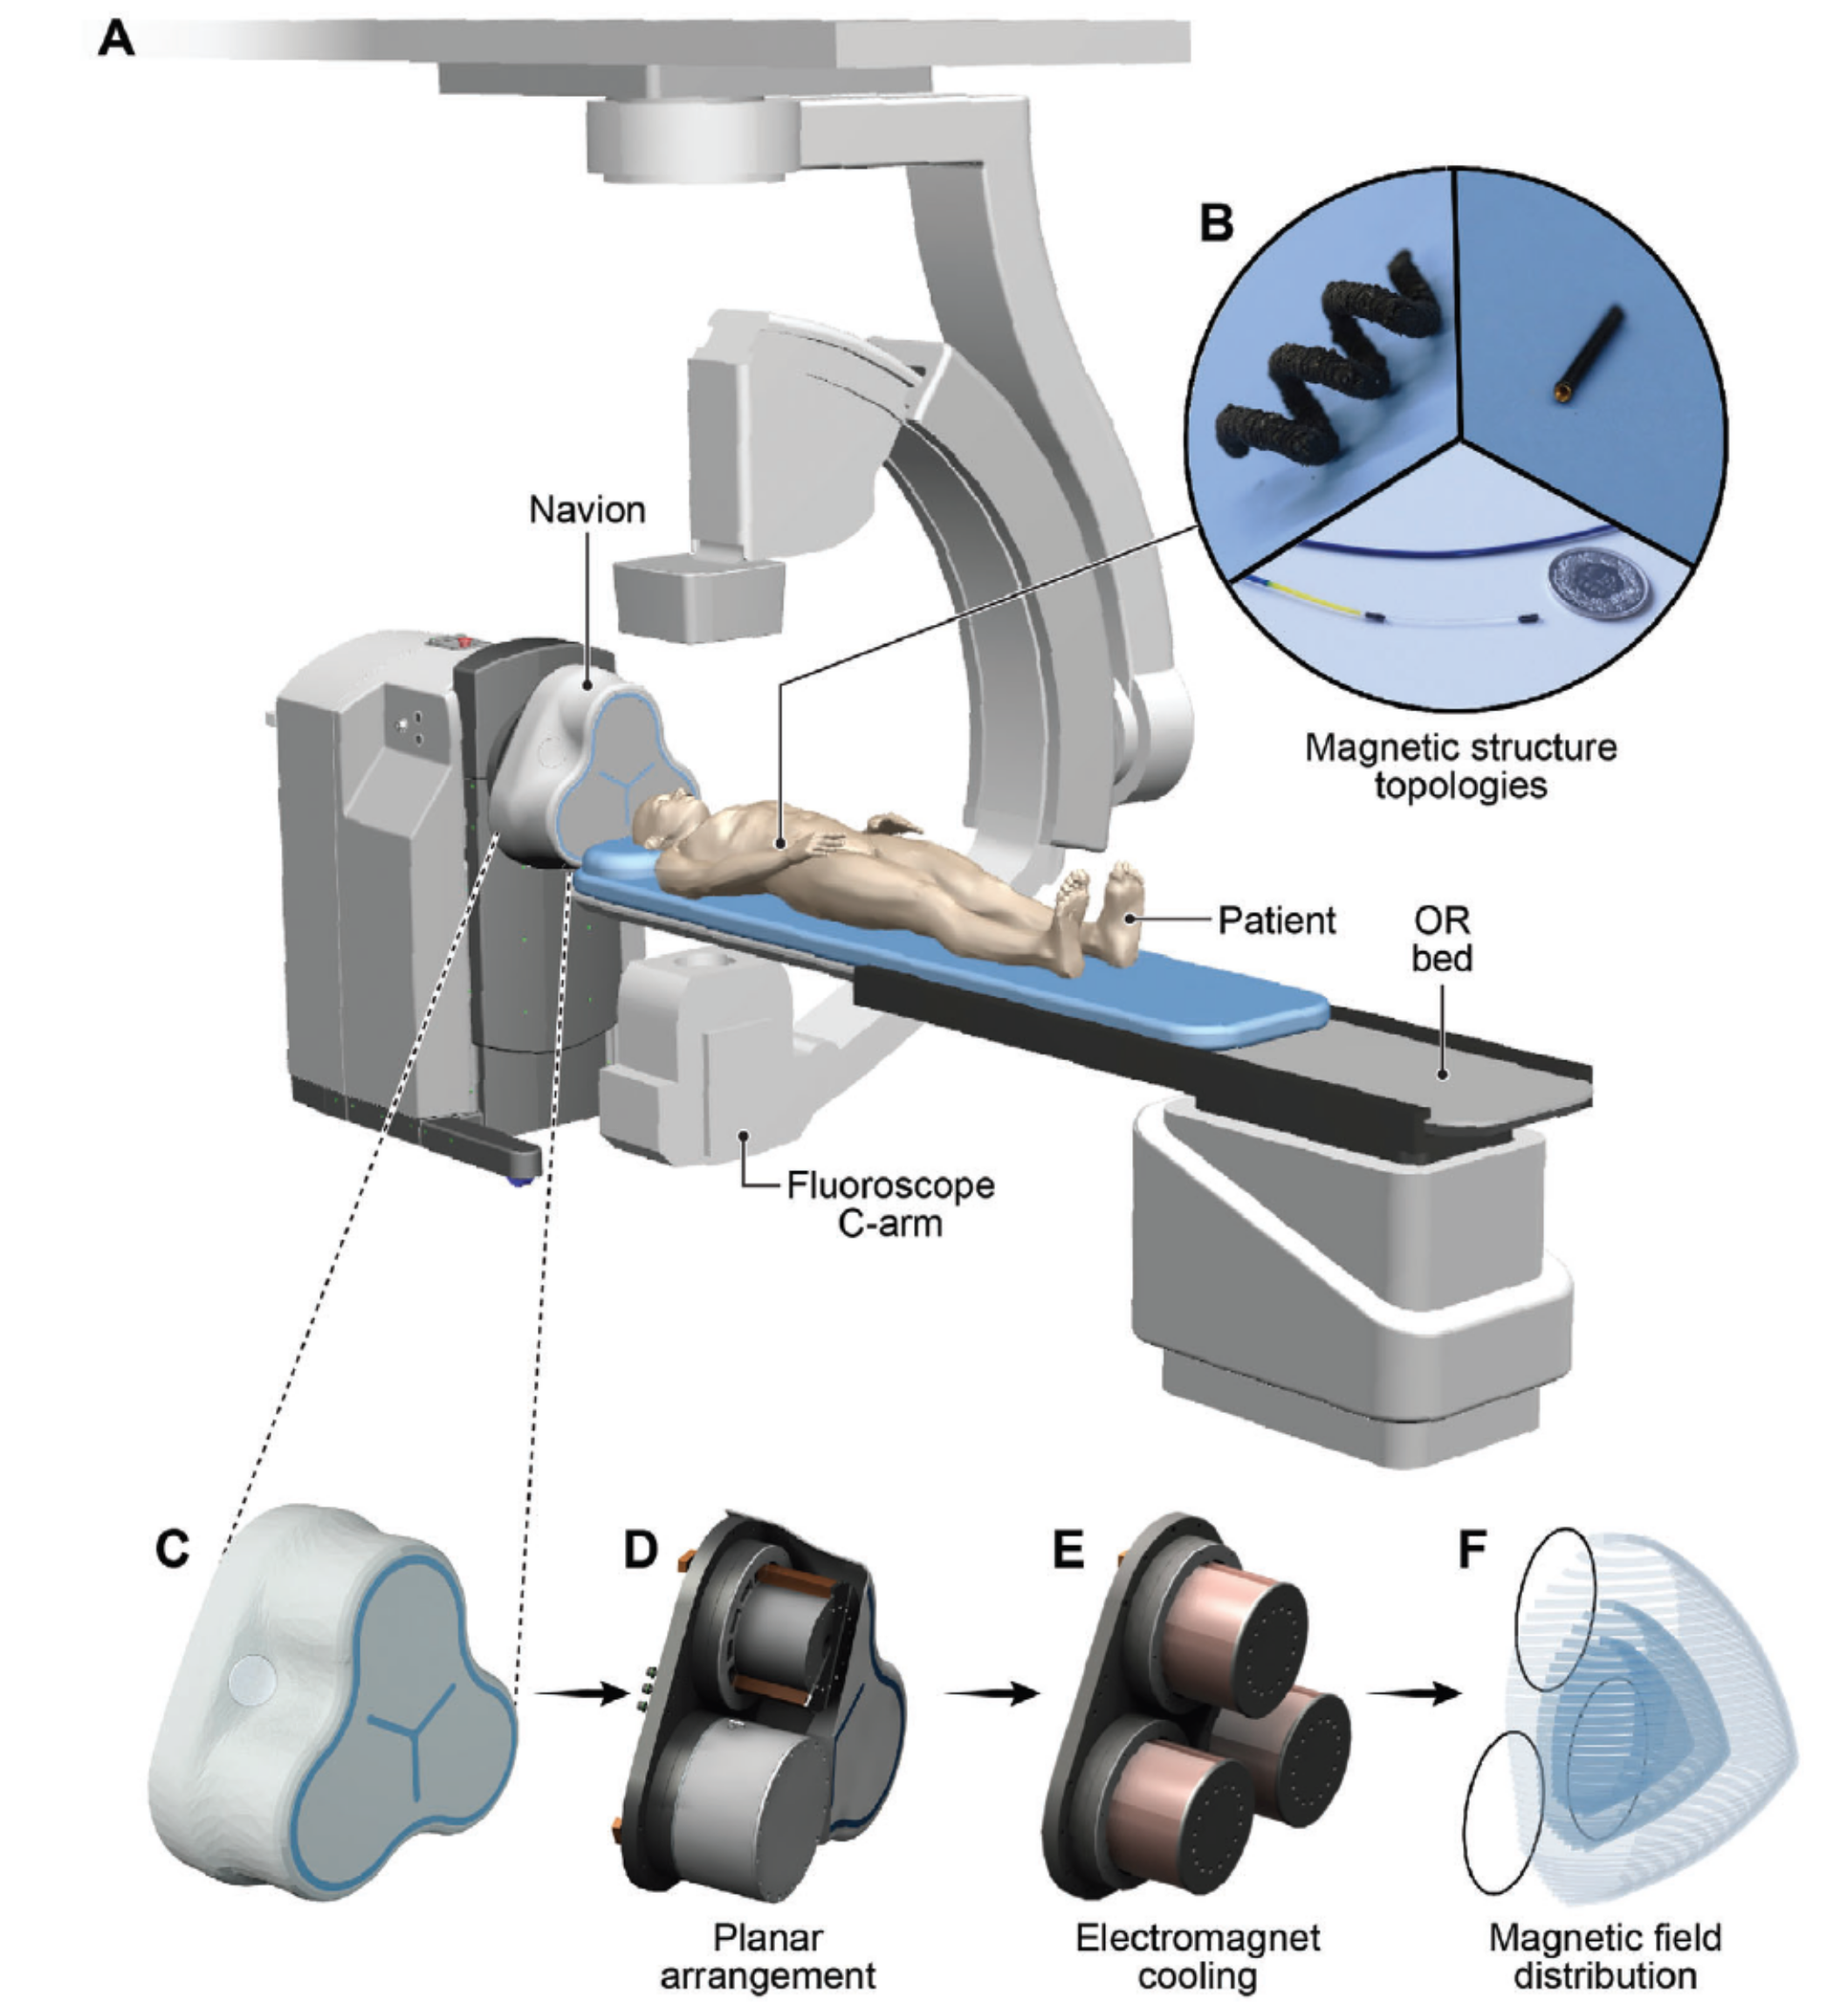 A
B
Navion
Magnetic structure
topologies
Patient
OR
bed
Fluoroscope
C-arm
C
D
E
F
Planar
arrangement
Electromagnet
cooling
Magnetic field
distribution